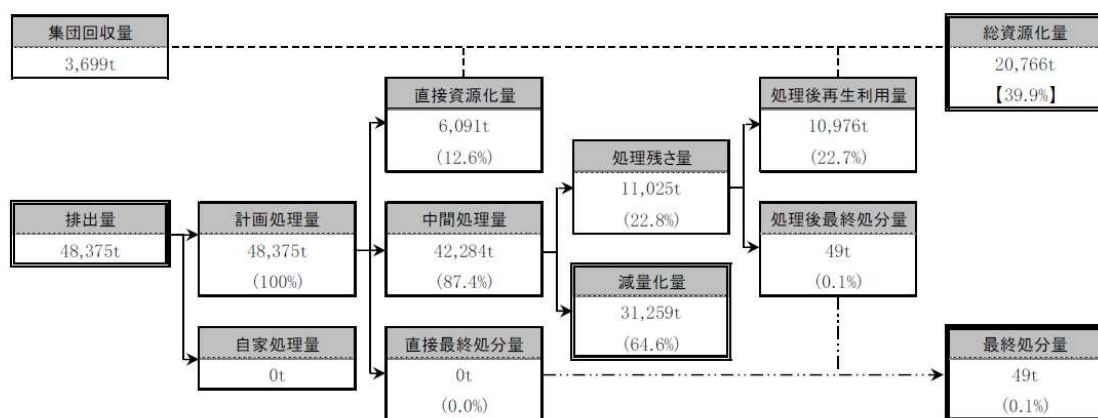 集団回収量
3,699t
総資源化量
20,766t
【39.9%】
直接資源化量
6,091t
(12.6%)
処理後再生利用量
10,976t
(22.7%)
処理残さ量
11,025t
(22.8%)
排出量
48,375t
計画処理量
48,375t
(100%)
中間処理量
42,284t
(87.4%)
処理後最終処分量
49t
(0.1%)
減量化量
31,259t
(64.6%)
自家処理量
0t
直接最終処分量
0t
(0.0%)
最終処分量
49t
(0.1%)